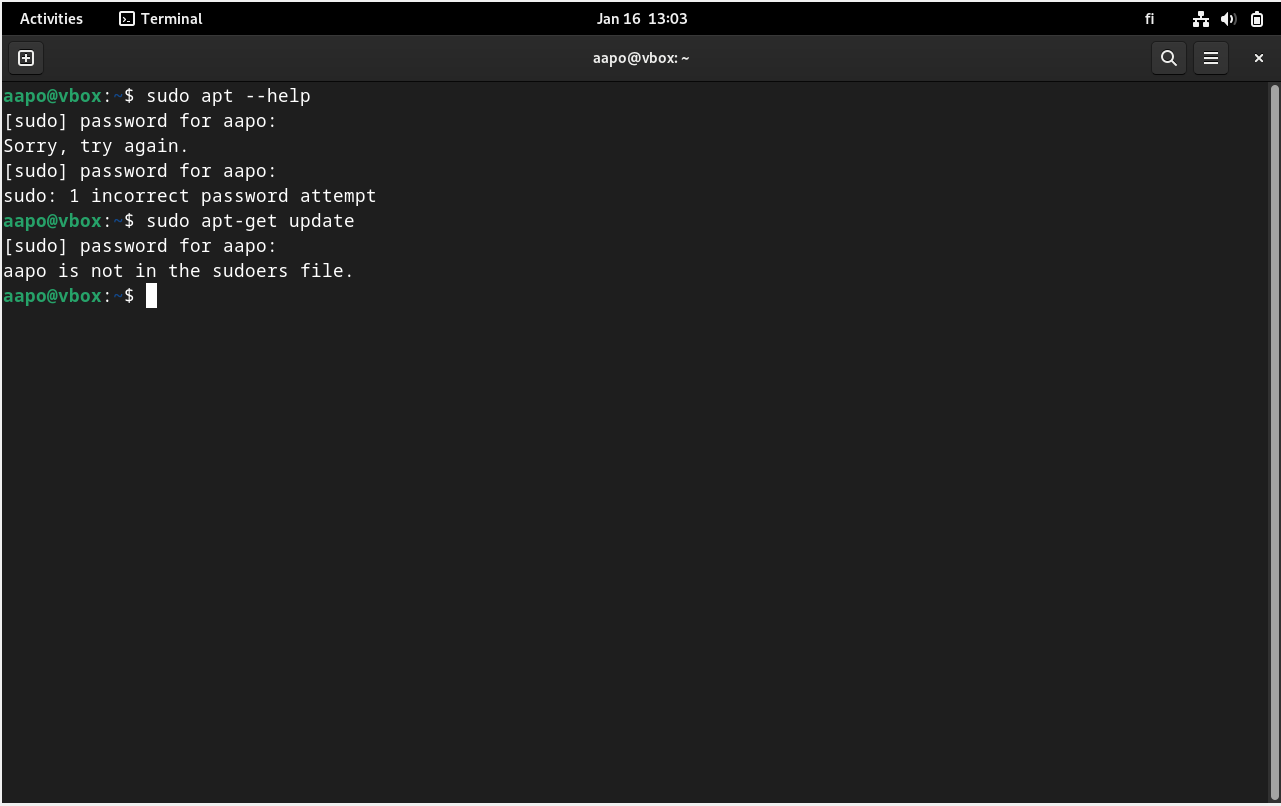 Activities Terminal Jan 16 13:03 fi
aapo@vbox: ~
aapo@vbox:~$ sudo apt --help
[sudo] password for aapo:
Sorry, try again.
[sudo] password for aapo:
sudo: 1 incorrect password attempt
aapo@vbox:~$ sudo apt-get update
[sudo] password for aapo:
aapo is not in the sudoers file.
aapo@vbox:~$